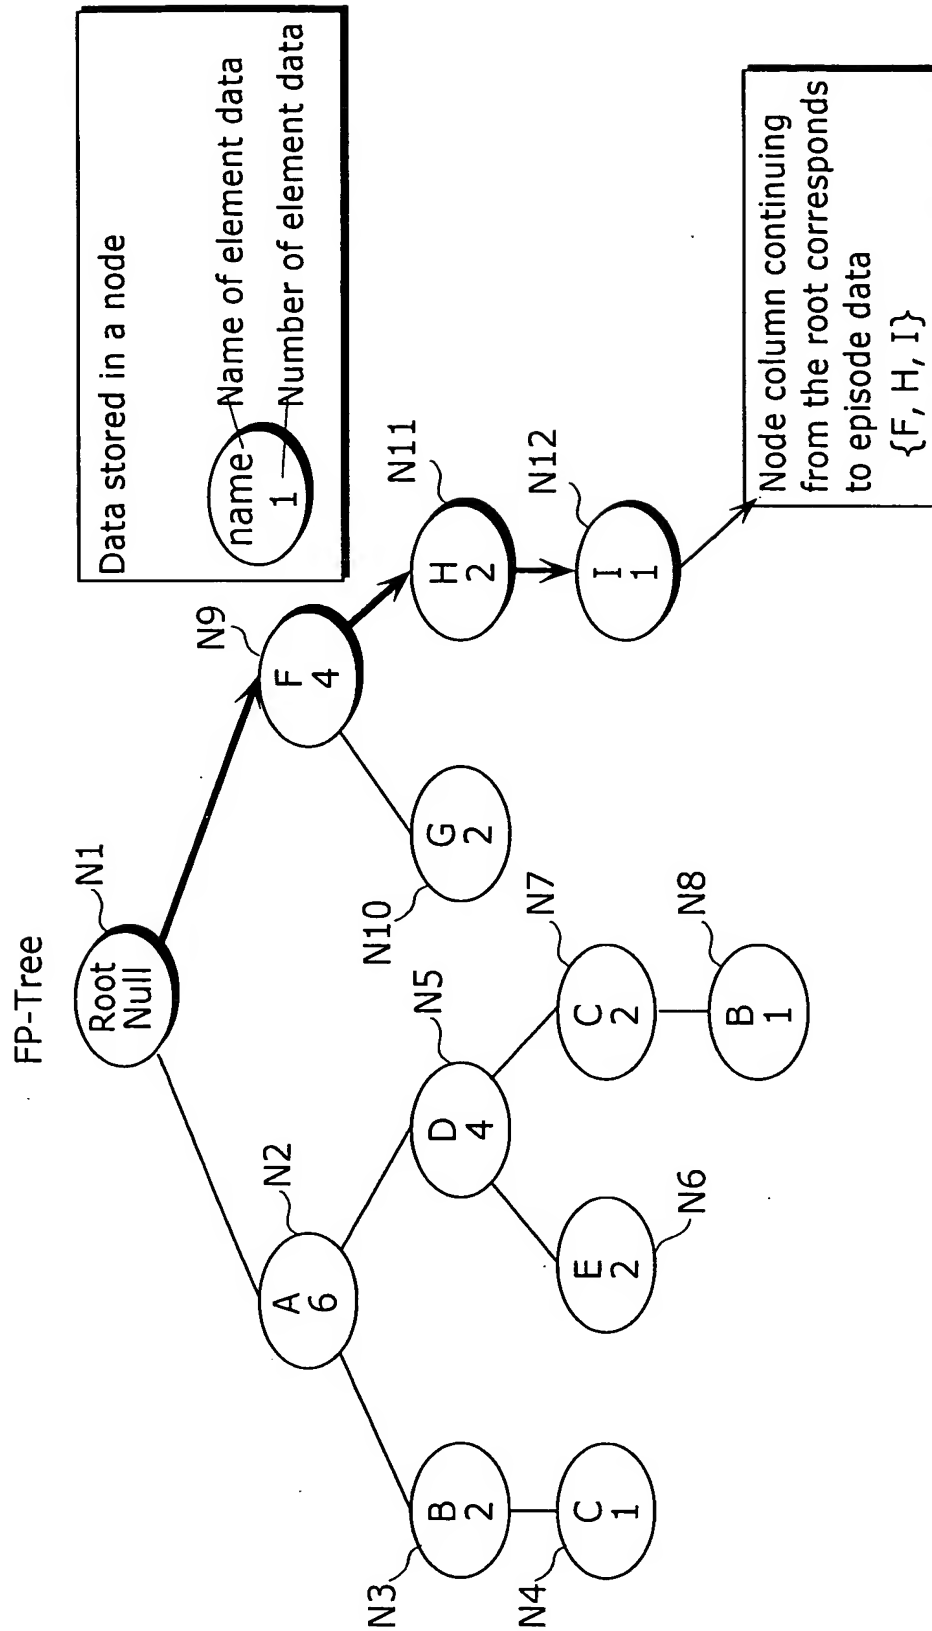 FP-Tree
Data stored in a node
name
1
Name of element data
Number of element data
Root
Null
N1
A
6
N2
F
4
N9
B
2
N3
D
4
N5
G
2
N10
H
2
N11
C
1
N4
E
2
N6
C
2
N7
I
1
N12
B
1
N8
Node column continuing
from the root corresponds
to episode data
{F, H, I}